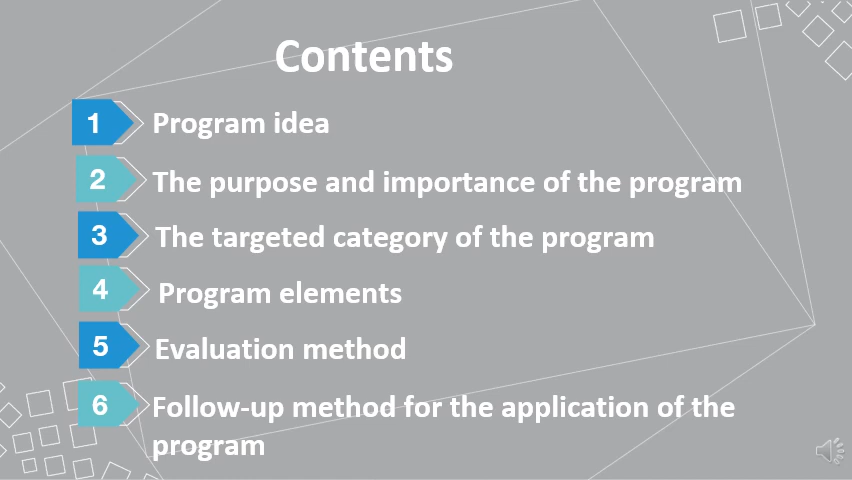 Contents
1 Program idea
2 The purpose and importance of the program
3 The targeted category of the program
4 Program elements
5 Evaluation method
6 Follow-up method for the application of the
program